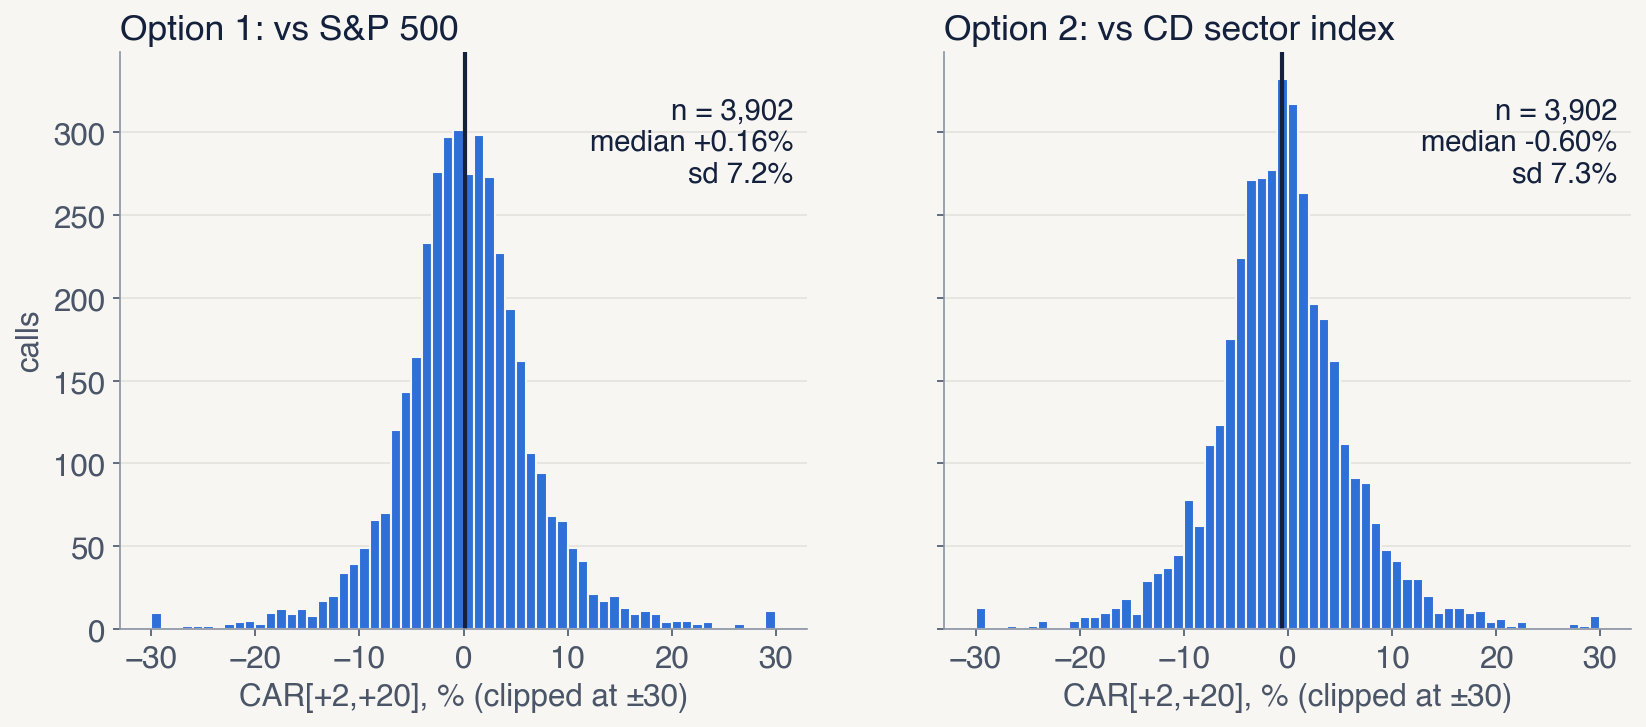 Option 1: vs S&P 500
n = 3,902
median +0.16%
sd 7.2%
calls
300
250
200
150
100
50
0
−30
−20
−10
0
10
20
30
CAR[+2,+20], % (clipped at ±30)
Option 2: vs CD sector index
n = 3,902
median -0.60%
sd 7.3%
−30
−20
−10
0
10
20
30
CAR[+2,+20], % (clipped at ±30)